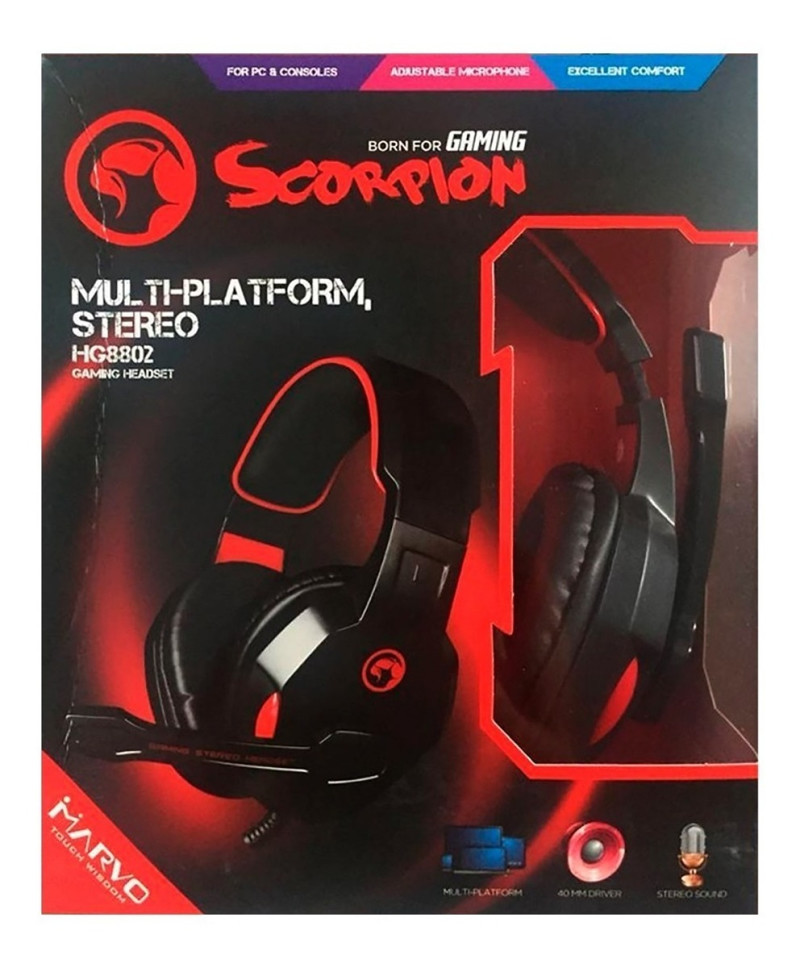 FOR PC & CONSOLES
ADJUSTABLE MICROPHONE
EXCELLENT COMFORT
BORN FOR GAMING
SCORPION
MULTI-PLATFORM,
STEREO
HG8802
GAMING HEADSET
GAMING STEREO HEADSET
MARVO
TOUCH WISDOM
MULTI-PLATFORM
40 MM DRIVER
STEREO SOUND